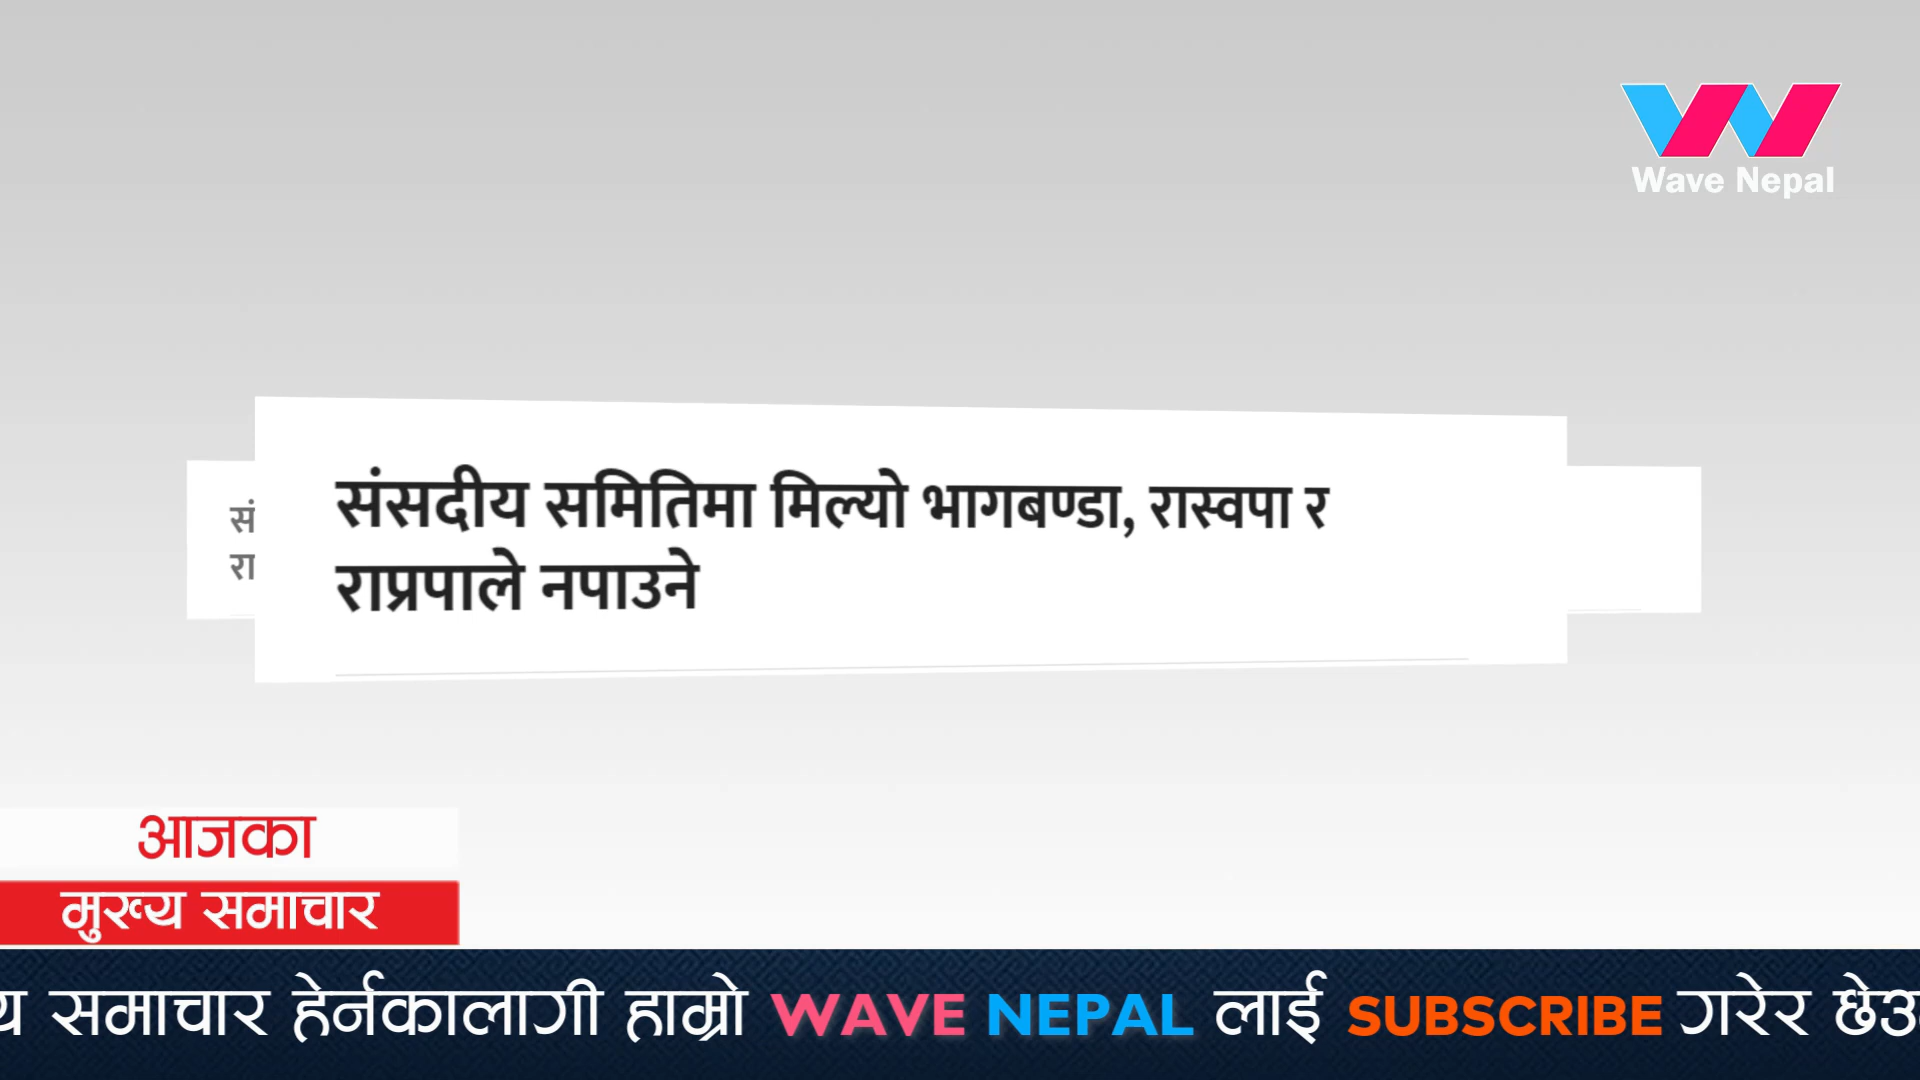 Wave Nepal
संसदीय समितिमा मिल्यो भागबण्डा, रास्वपा र
राप्रपाले नपाउने
आजका
मुख्य समाचार
समाचार हेर्नकालागी हाम्रो WAVE NEPAL लाई SUBSCRIBE गरेर